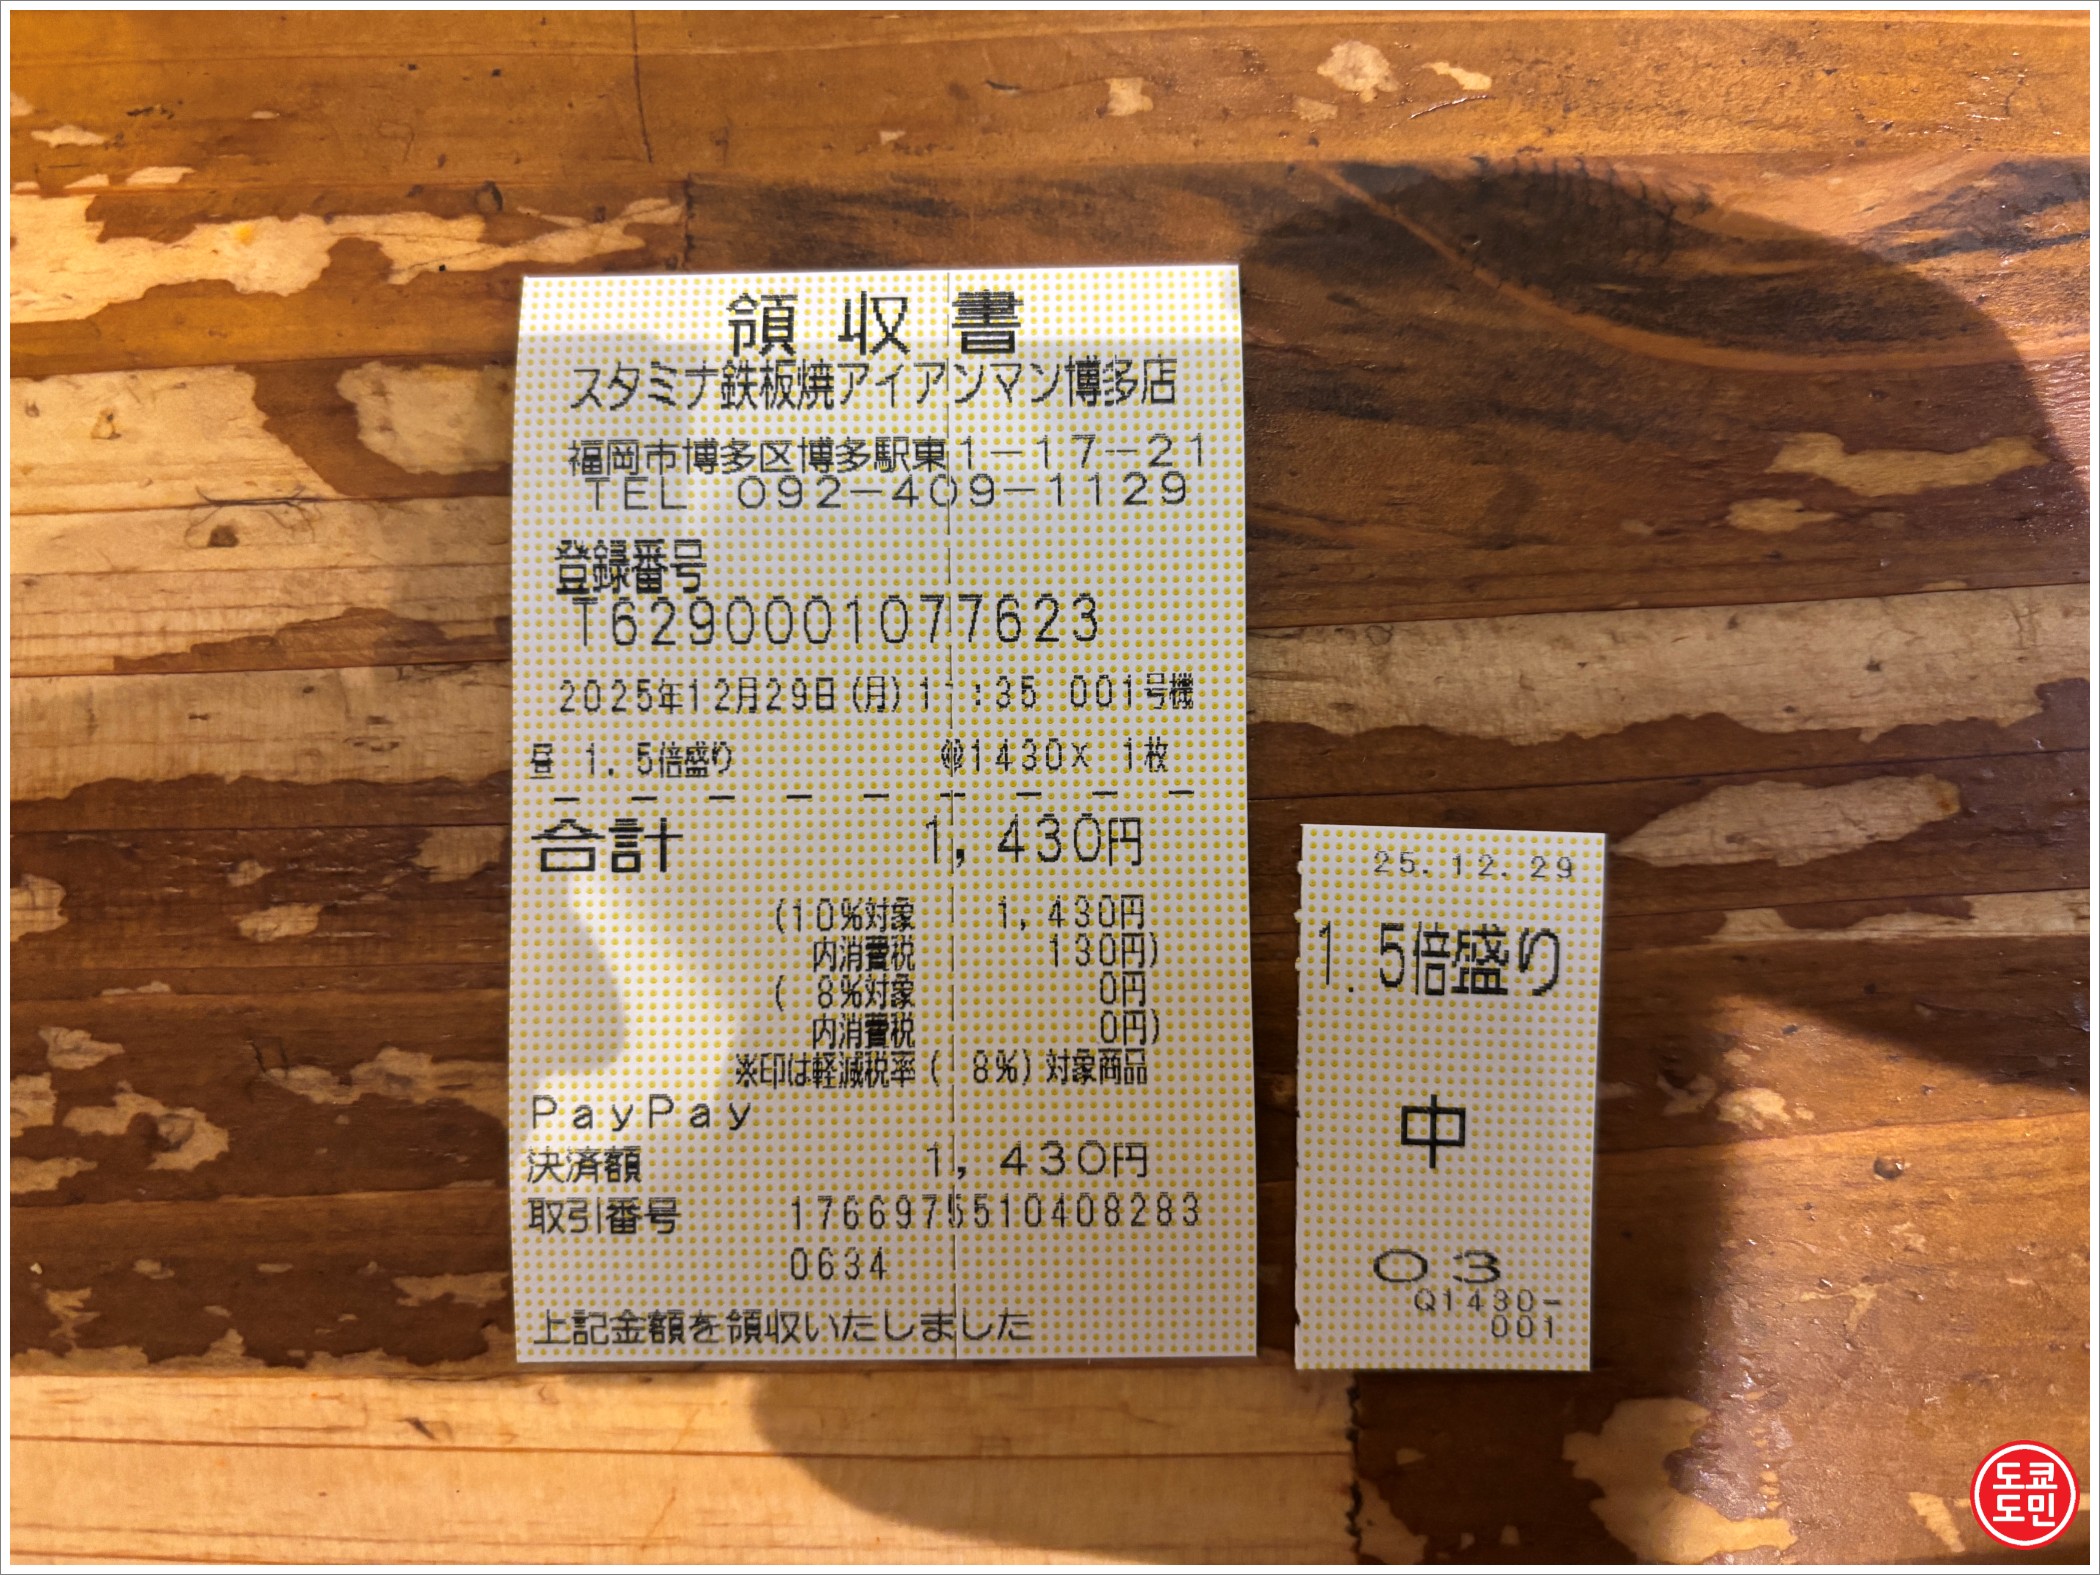 領収書
スタミナ鉄板焼アイアンマン博多店
福岡市博多区博多駅東1-17-21
TEL 092-409-1129
登録番号
T6290001077623
2025年12月29日(月)11:35 001号機
昼 1.5倍盛り @1430× 1枚
合計 1,430円
(10%対象 1,430円
内消費税 130円)
( 8%対象 0円
内消費税 0円)
※印は軽減税率( 8%)対象商品
PayPay
決済額 1,430円
取引番号 1766975510408283
0634
上記金額を領収いたしました
25.12.29
1.5倍盛り
中
03
Q1430-
001
도쿄
도민